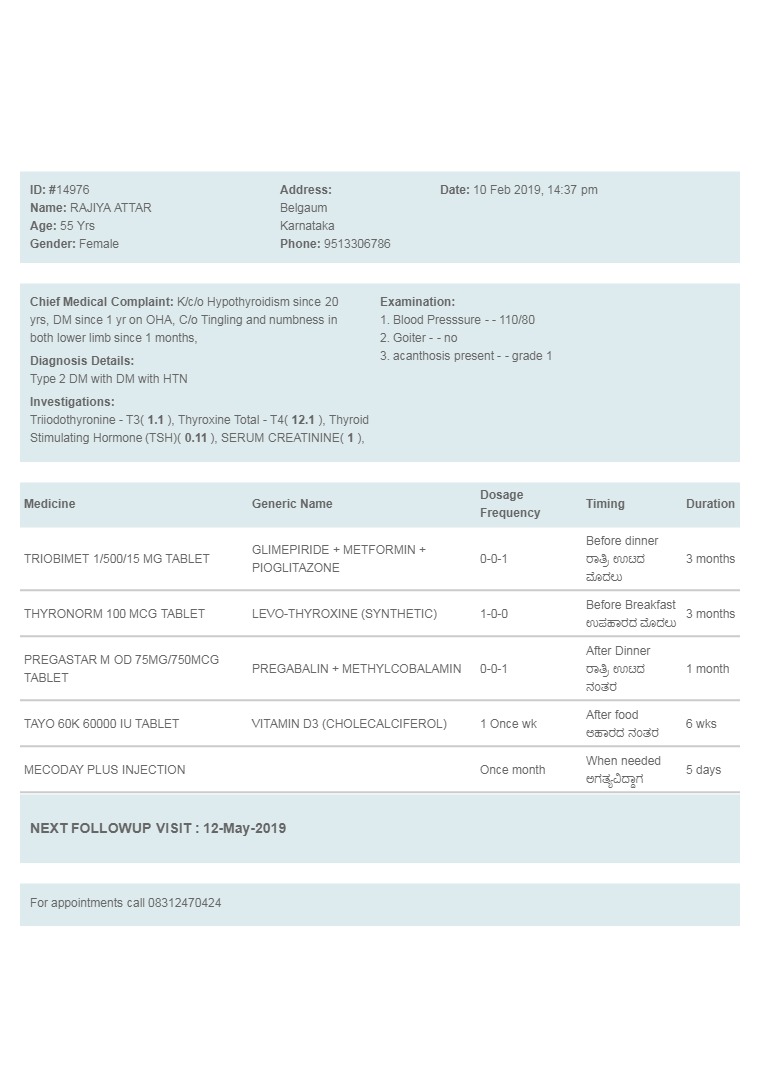 ID: #14976
Name: RAJIYA ATTAR
Age: 55 Yrs
Gender: Female
Address:
Belgaum
Karnataka
Phone: 9513306786
Date: 10 Feb 2019, 14:37 pm
Chief Medical Complaint: K/c/o Hypothyroidism since 20
yrs, DM since 1 yr on OHA, C/o Tingling and numbness in
both lower limb since 1 months,
Diagnosis Details:
Type 2 DM with DM with HTN
Investigations:
Triiodothyronine - T3( 1.1 ), Thyroxine Total - T4( 12.1 ), Thyroid
Stimulating Hormone (TSH)( 0.11 ), SERUM CREATININE( 1 ),
Examination:
1. Blood Presssure - - 110/80
2. Goiter - - no
3. acanthosis present - - grade 1
Medicine Generic Name Dosage Frequency Timing Duration
TRIOBIMET 1/500/15 MG TABLET
GLIMEPIRIDE + METFORMIN +
PIOGLITAZONE
0-0-1
Before dinner
ರಾತ್ರಿ ಊಟದ
ಮೊದಲು
3 months
THYRONORM 100 MCG TABLET
LEVO-THYROXINE (SYNTHETIC)
1-0-0
Before Breakfast
ಉಪಹಾರದ ಮೊದಲು
3 months
PREGASTAR M OD 75MG/750MCG
TABLET
PREGABALIN + METHYLCOBALAMIN
0-0-1
After Dinner
ರಾತ್ರಿ ಊಟದ
ನಂತರ
1 month
TAYO 60K 60000 IU TABLET
VITAMIN D3 (CHOLECALCIFEROL)
1 Once wk
After food
ಆಹಾರದ ನಂತರ
6 wks
MECODAY PLUS INJECTION
Once month
When needed
ಅಗತ್ಯವಿದ್ದಾಗ
5 days
NEXT FOLLOWUP VISIT : 12-May-2019
For appointments call 08312470424